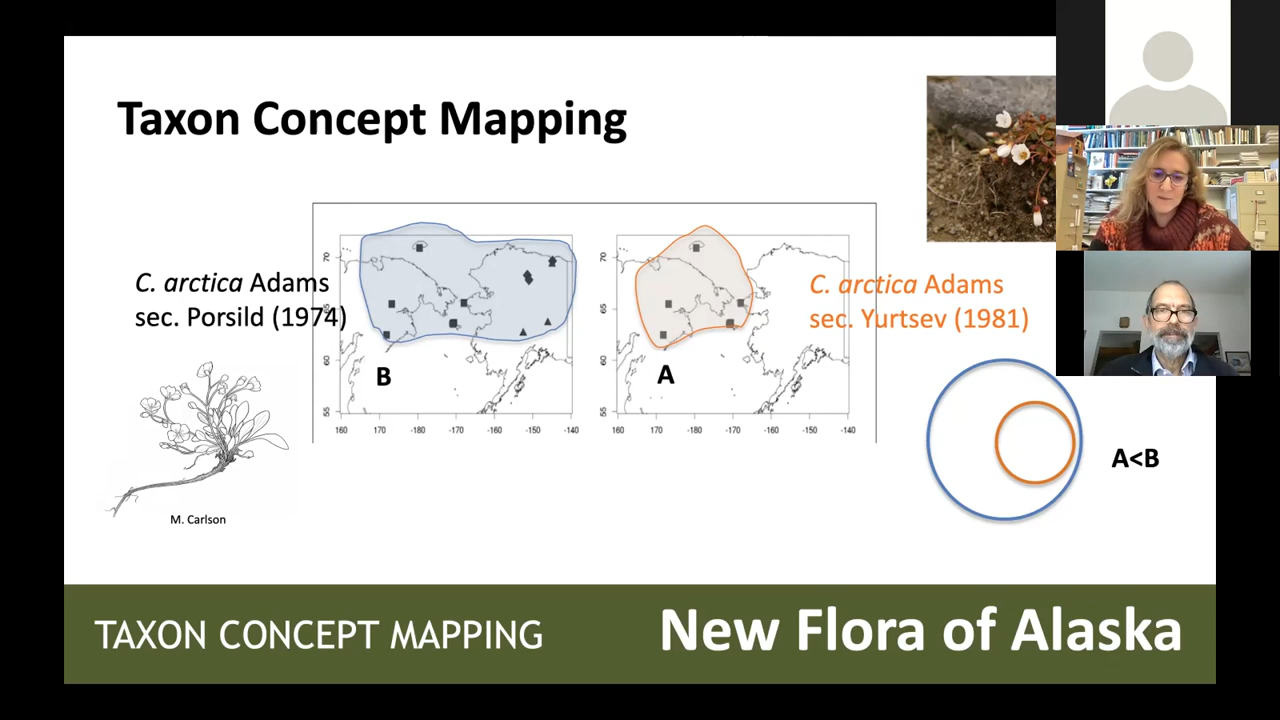 Taxon Concept Mapping
C. arctica Adams
sec. Porsild (1974)
70
65
60
55
B
160
170
-180
-170
-160
-150
-140
70
65
60
55
A
160
170
-180
-170
-160
-150
-140
C. arctica Adams
sec. Yurtsev (1981)
A<B
M. Carlson
TAXON CONCEPT MAPPING
New Flora of Alaska